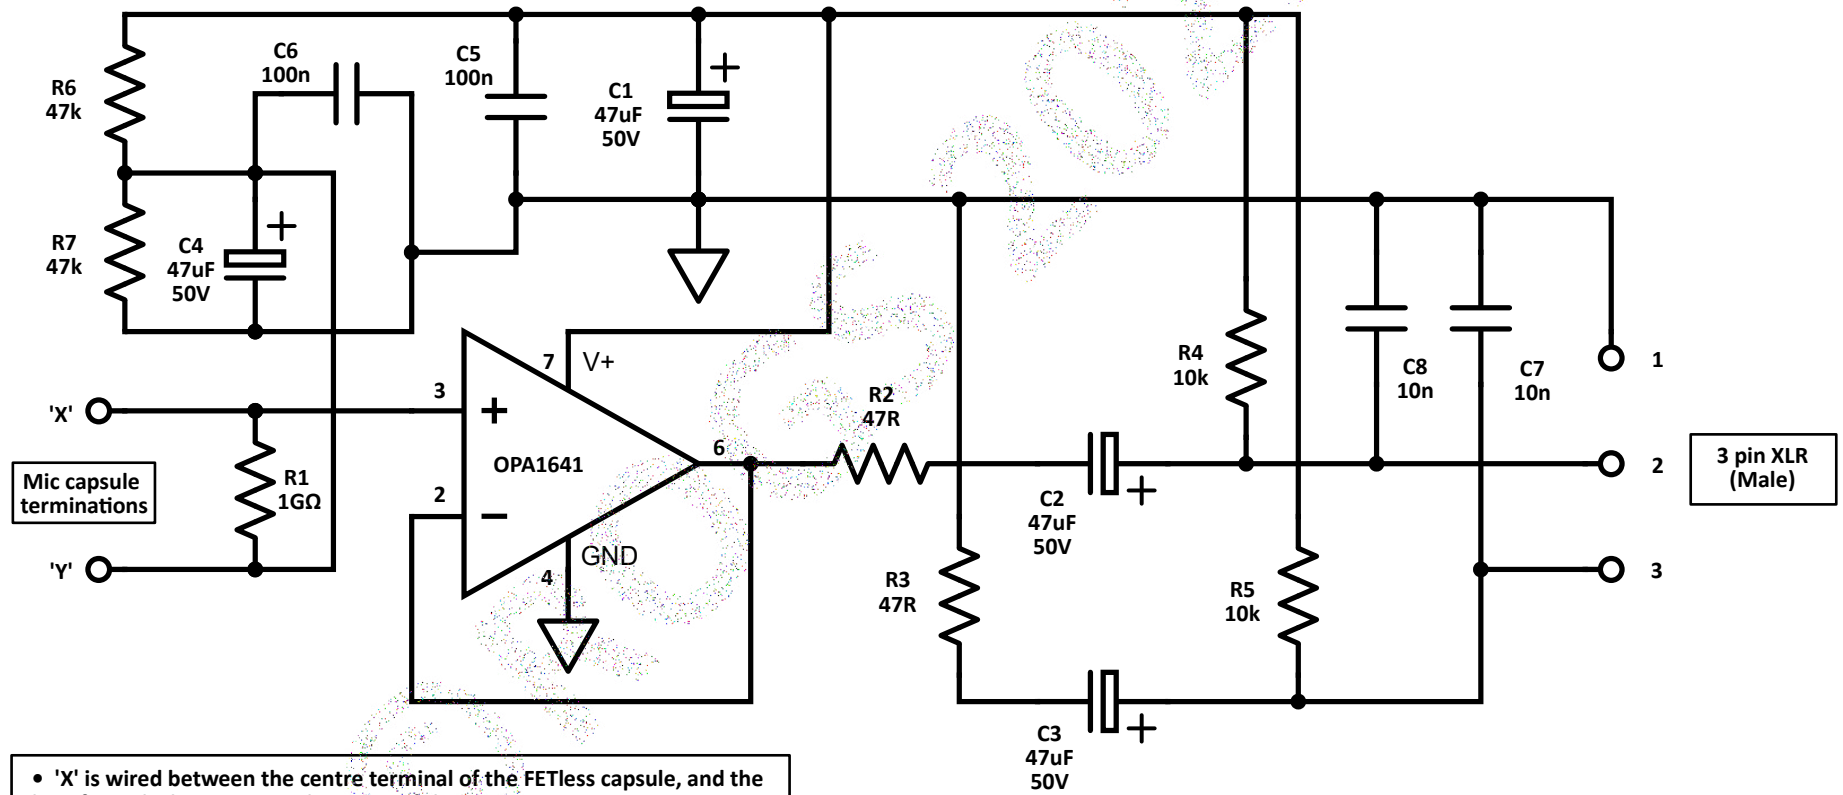 C6
100n
C5
100n
R6
47k
C1
47uF
50V
+
R7
47k
C4
47uF
50V
+
7
V+
3
+
'X'
OPA1641
6
R2
47R
R4
10k
C8
10n
C7
10n
1
2
3
3 pin XLR
(Male)
Mic capsule
terminations
R1
1GΩ
2
−
GND
4
'Y'
C2
47uF
50V
+
R3
47R
R5
10k
C3
47uF
50V
+
• 'X' is wired between the centre terminal of the FETless capsule, and the